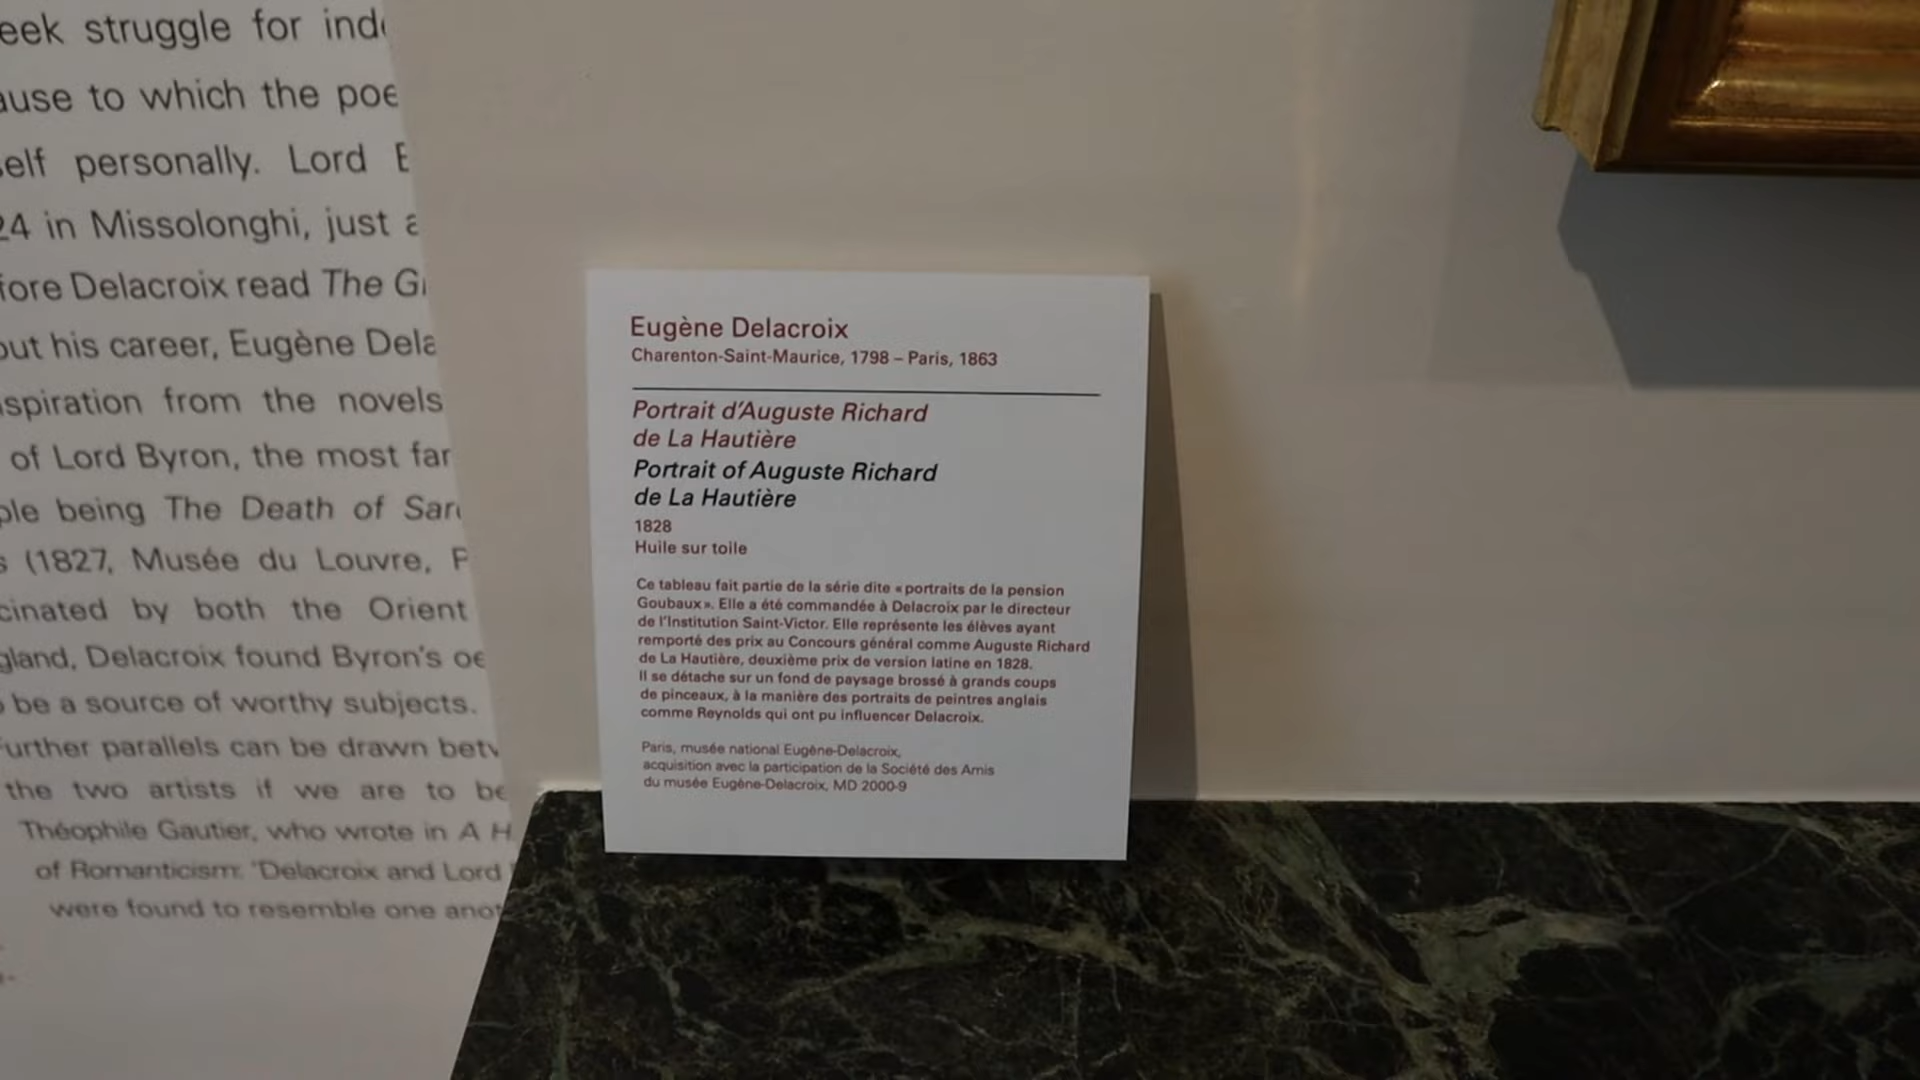 eek struggle for
ause to which the
self personally. Lord
24 in Missolonghi, just
fore Delacroix read The
out his career, Eugène
spiration from the novels
of Lord Byron, the most
ple being The Death of
s (1827, Musée du Louvre,
cinated by both the Orient
gland, Delacroix found Byron's
be a source of worthy subjects.
Further parallels can be drawn
the two artists if we are to
Théophile Gautier, who wrote in A
of Romanticism: "Delacroix and Lord
were found to resemble one
Eugène Delacroix
Charenton-Saint-Maurice, 1798 – Paris, 1863
Portrait d'Auguste Richard
de La Hautière
Portrait of Auguste Richard
de La Hautière
1828
Huile sur toile
Ce tableau fait partie de la série dite « portraits de la pension
Goubaux ». Elle a été commandée à Delacroix par le directeur
de l'Institution Saint-Victor. Elle représente les élèves ayant
remporté des prix au Concours général comme Auguste Richard
de La Hautière, deuxième prix de version latine en 1828.
Il se détache sur un fond de paysage brossé à grands coups
de pinceaux, à la manière des portraits de peintres anglais
comme Reynolds qui ont pu influencer Delacroix.
Paris, musée national Eugène-Delacroix,
acquisition avec la participation de la Société des Amis
du musée Eugène-Delacroix, MD 2000-9